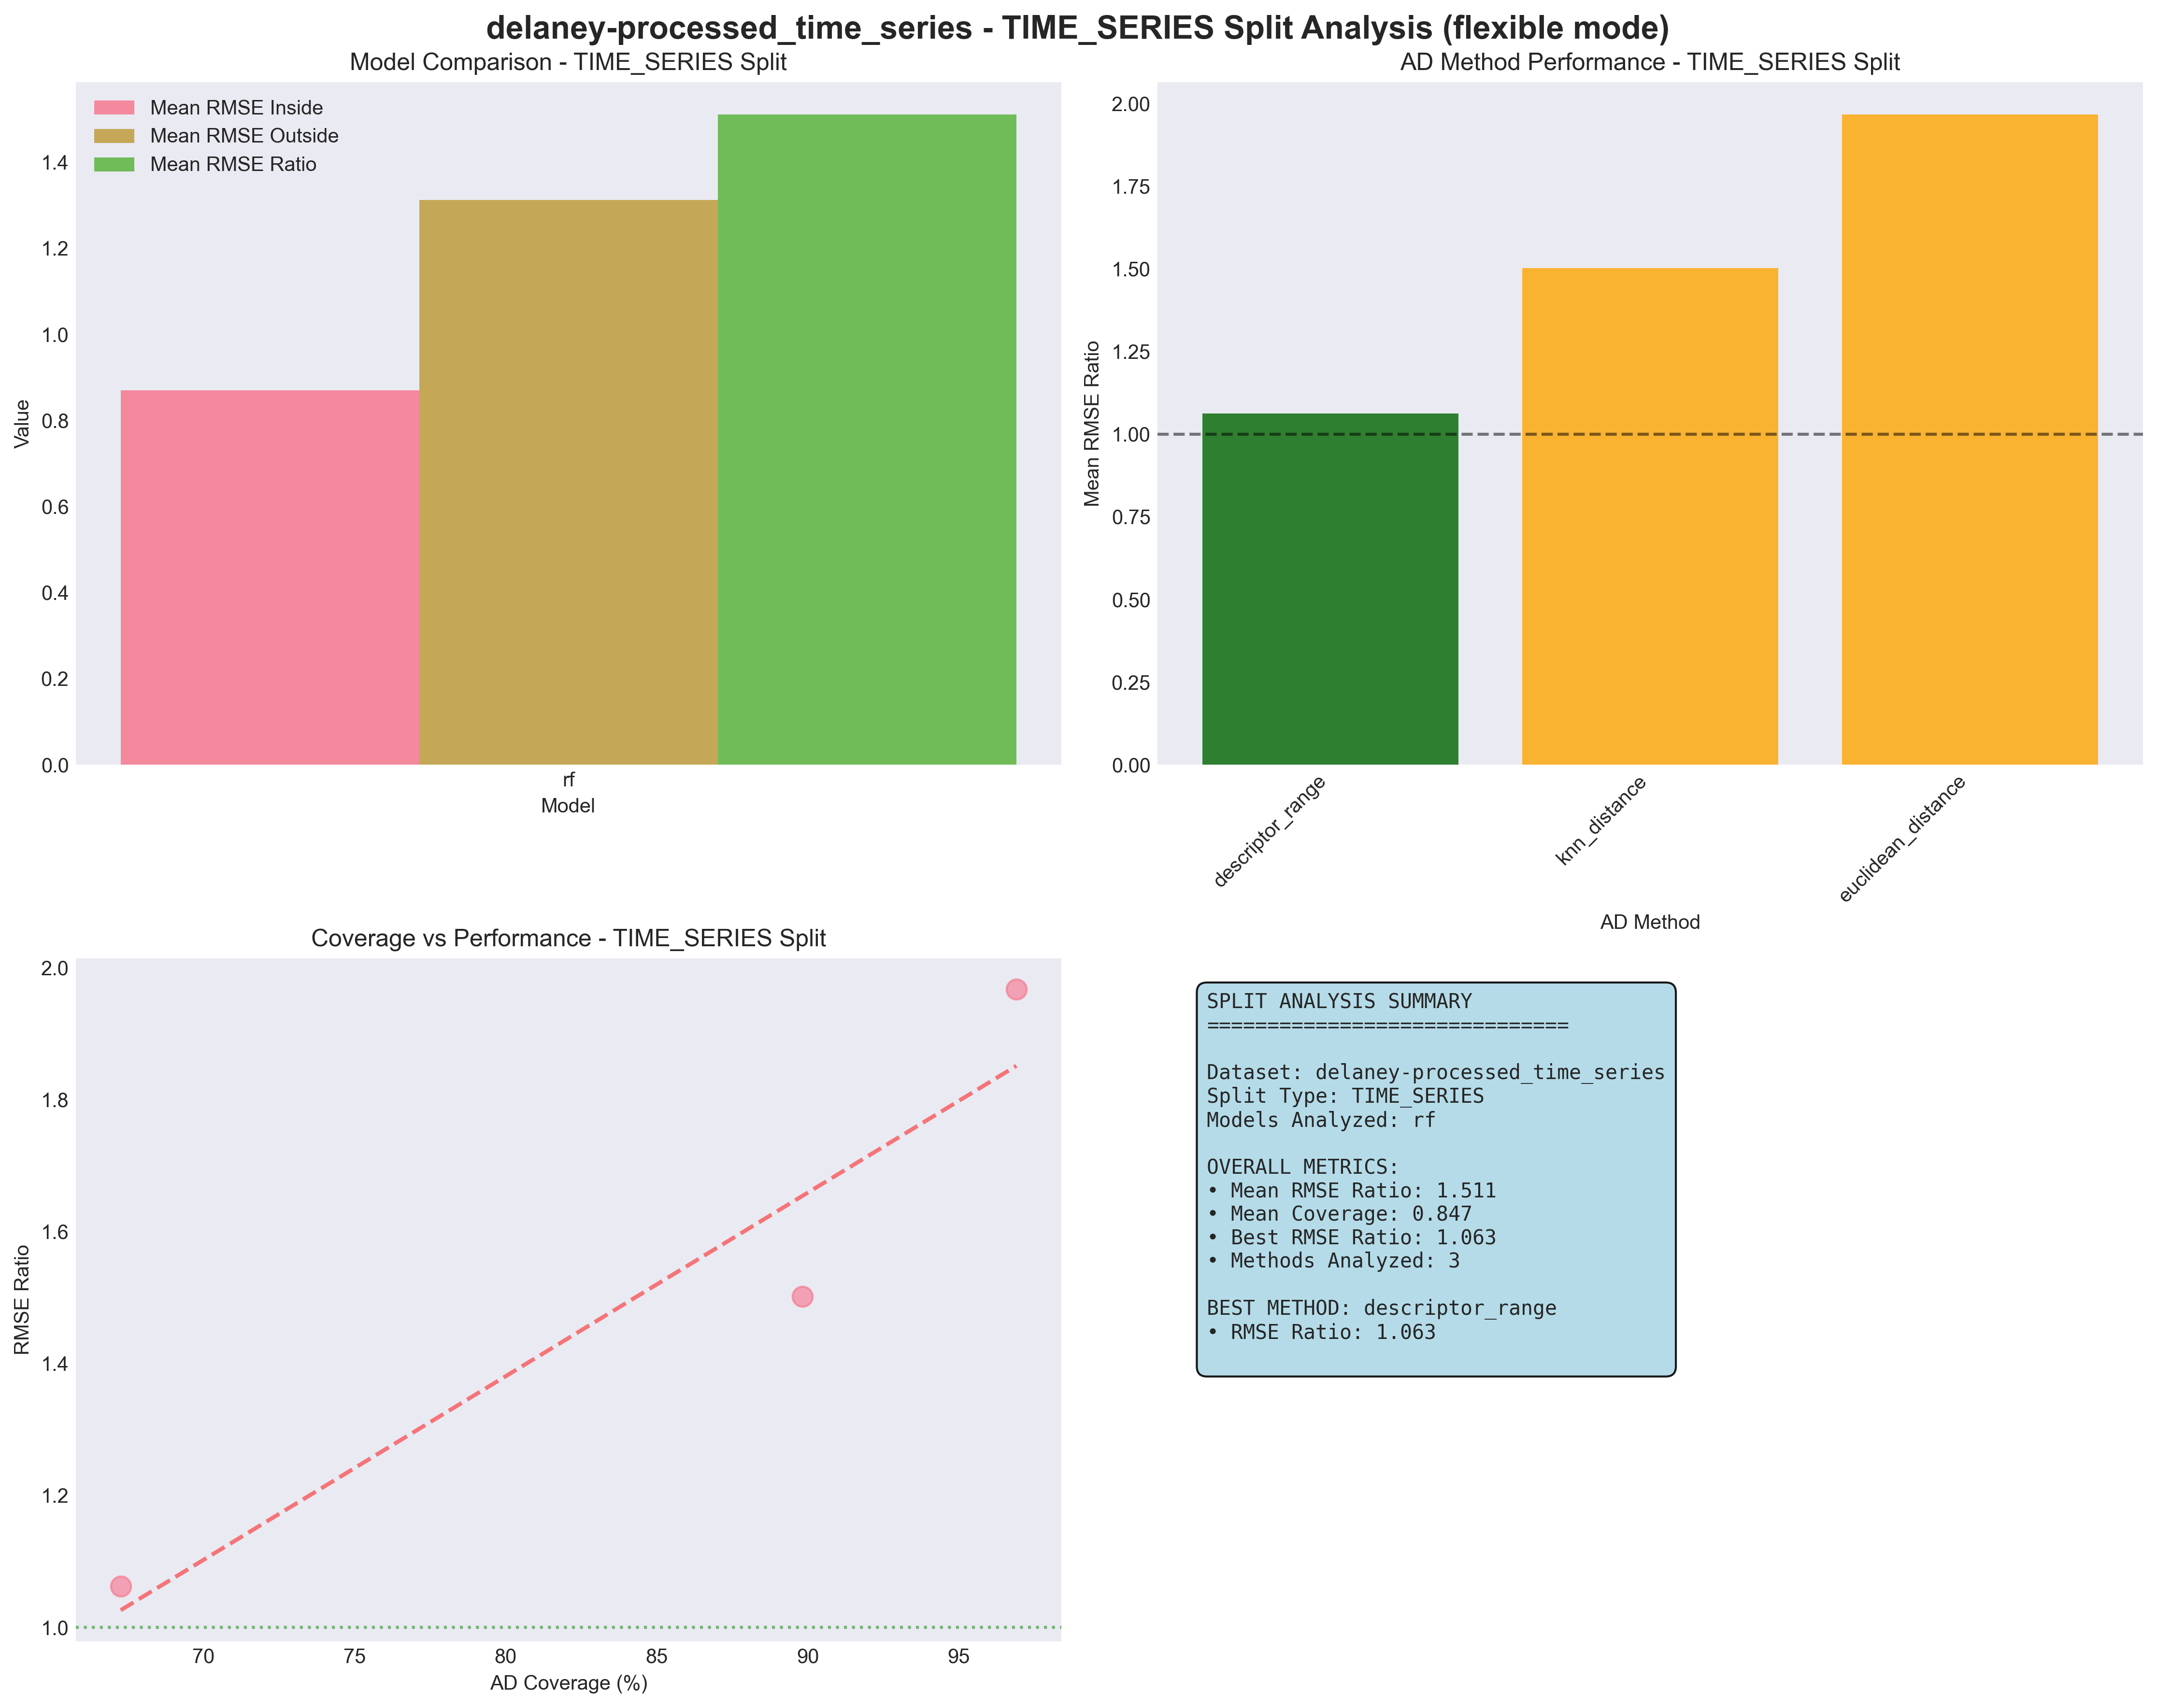 delaney-processed_time_series - TIME_SERIES Split Analysis (flexible mode)
Model Comparison - TIME_SERIES Split
Mean RMSE Inside
Mean RMSE Outside
Mean RMSE Ratio
Value
1.4
1.2
1.0
0.8
0.6
0.4
0.2
0.0
rf
Model
AD Method Performance - TIME_SERIES Split
Mean RMSE Ratio
2.00
1.75
1.50
1.25
1.00
0.75
0.50
0.25
0.00
descriptor_range
knn_distance
euclidean_distance
AD Method
Coverage vs Performance - TIME_SERIES Split
RMSE Ratio
2.0
1.8
1.6
1.4
1.2
1.0
70
75
80
85
90
95
AD Coverage (%)
SPLIT ANALYSIS SUMMARY
==============================
Dataset: delaney-processed_time_series
Split Type: TIME_SERIES
Models Analyzed: rf
OVERALL METRICS:
• Mean RMSE Ratio: 1.511
• Mean Coverage: 0.847
• Best RMSE Ratio: 1.063
• Methods Analyzed: 3
BEST METHOD: descriptor_range
• RMSE Ratio: 1.063